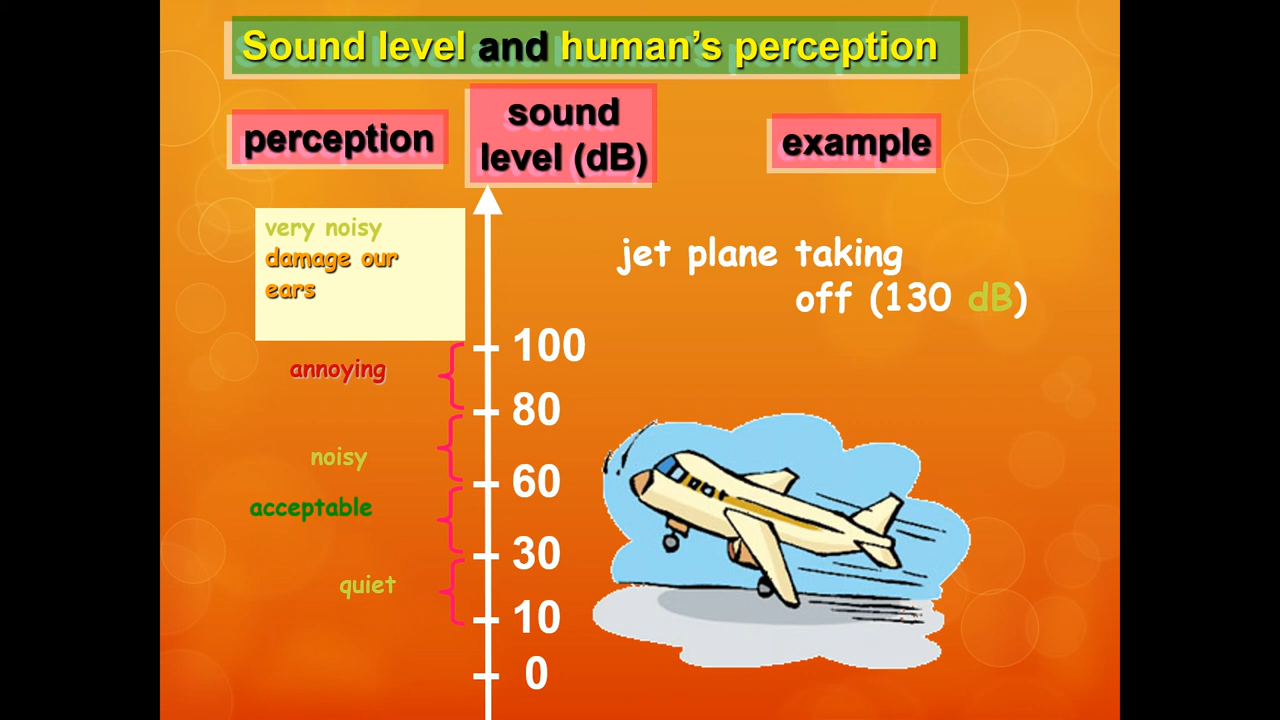 Sound level and human’s perception
perception
sound
level (dB)
example
very noisy
damage our
ears
jet plane taking
off (130 dB)
100
annoying
80
noisy
60
acceptable
30
quiet
10
0